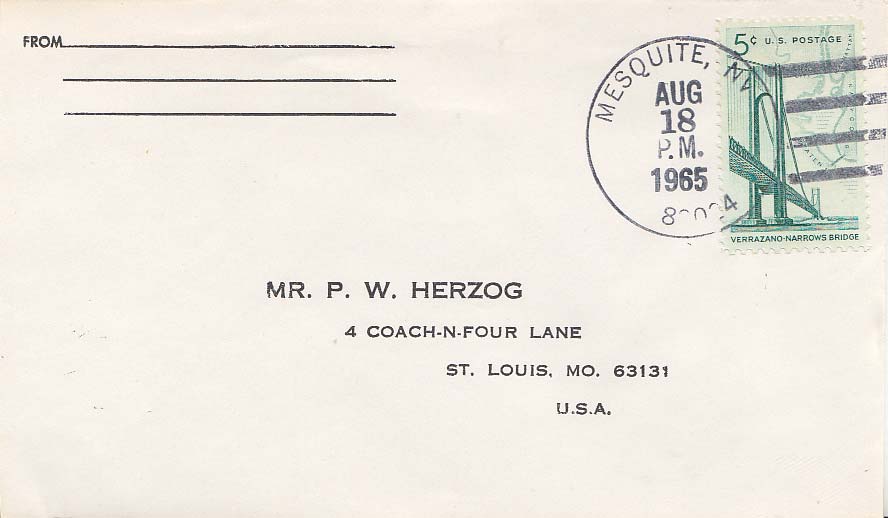 FROM
MESQUITE, NV
AUG
18
P.M.
1965
5¢ U.S. POSTAGE
VERRAZANO-NARROWS BRIDGE
MR. P. W. HERZOG
4 COACH-N-FOUR LANE
ST. LOUIS, MO. 63131
U.S.A.